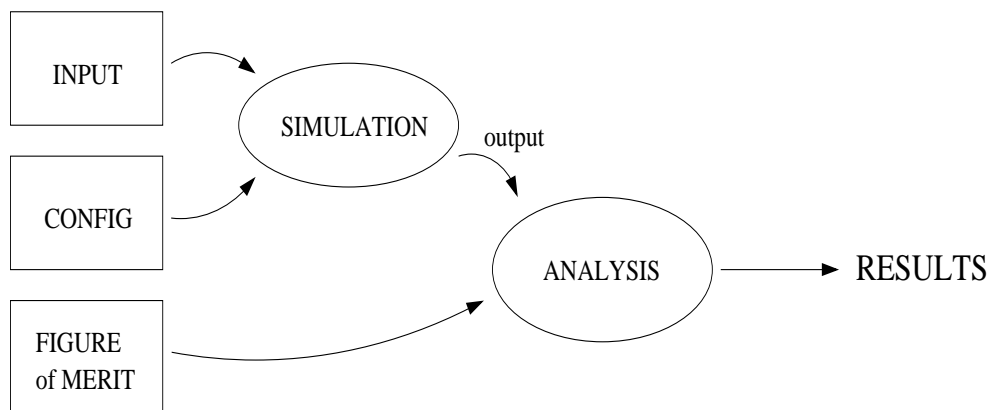 INPUT
SIMULATION
output
CONFIG
ANALYSIS
RESULTS
FIGURE
of MERIT